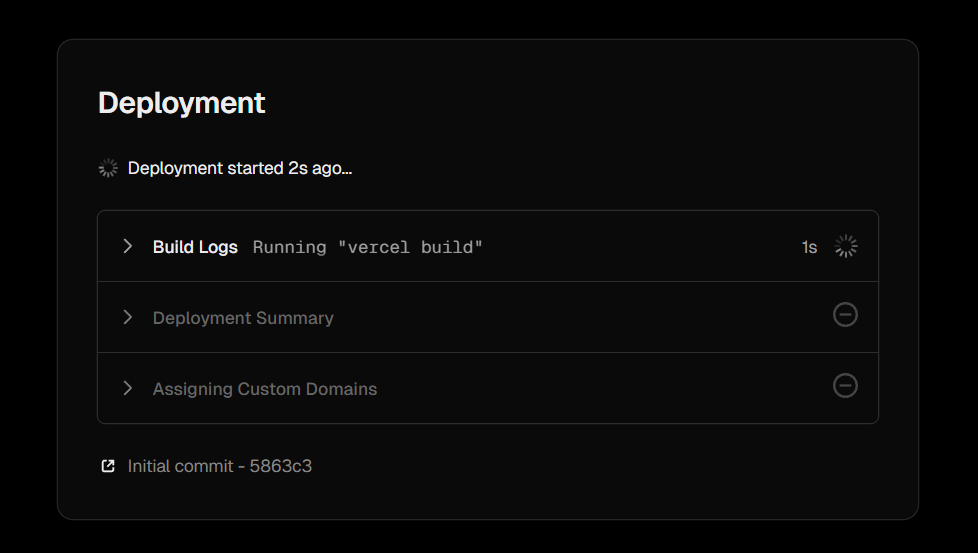 Deployment
Deployment started 2s ago...
Build Logs Running "vercel build" 1s
Deployment Summary
Assigning Custom Domains
Initial commit - 5863c3